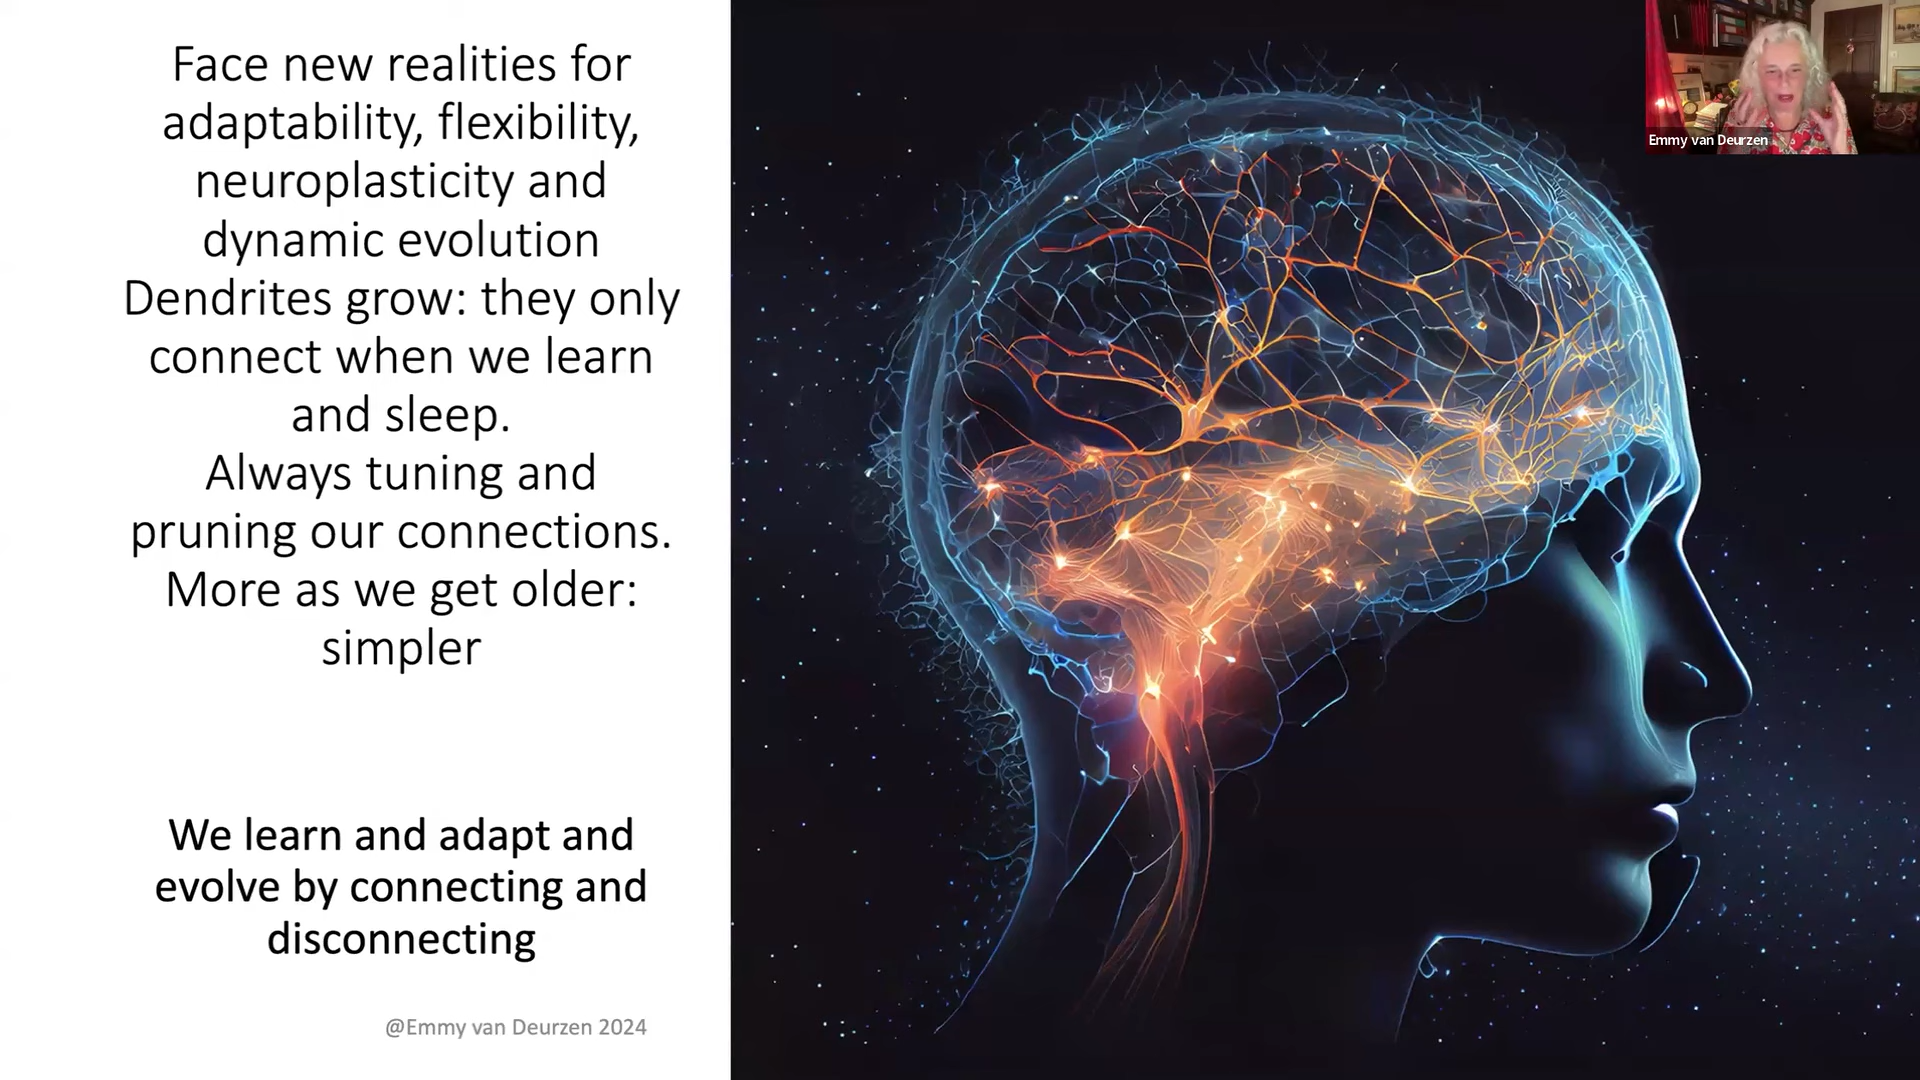 Face new realities for
adaptability, flexibility,
neuroplasticity and
dynamic evolution
Dendrites grow: they only
connect when we learn
and sleep.
Always tuning and
pruning our connections.
More as we get older:
simpler
We learn and adapt and
evolve by connecting and
disconnecting
@Emmy van Deurzen 2024
Emmy van Deurzen